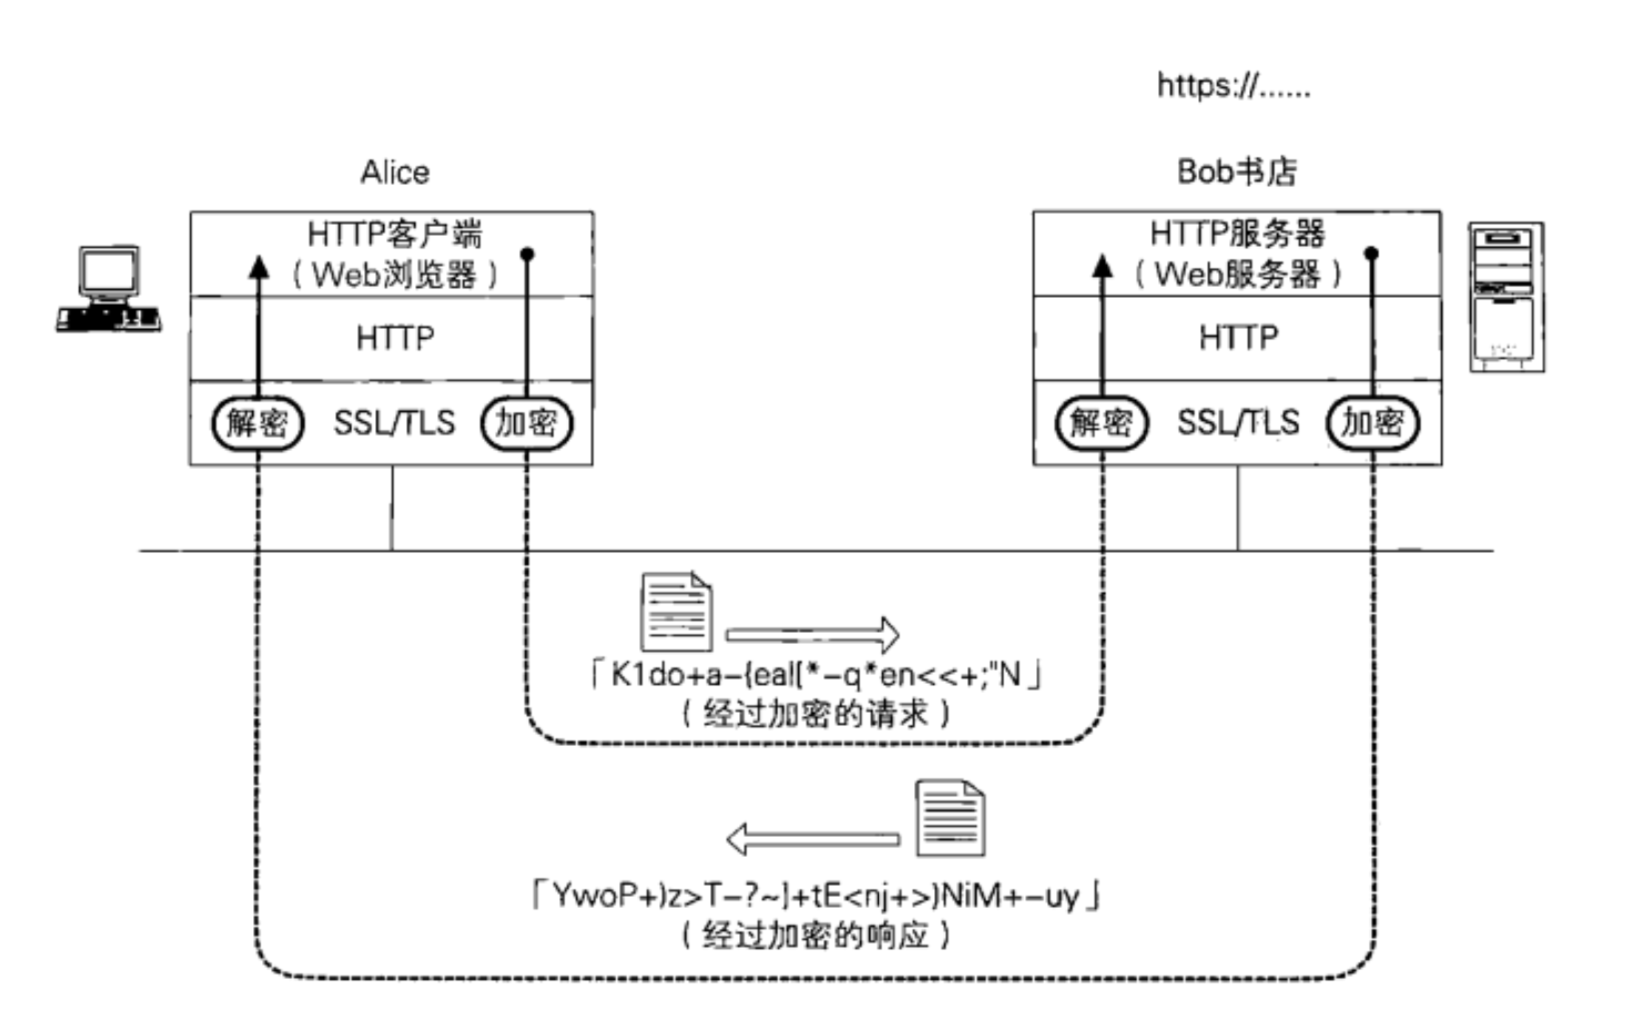 https://......
Alice
Bob书店
HTTP客户端
（Web浏览器）
HTTP
解密
SSL/TLS
加密
HTTP服务器
（Web服务器）
HTTP
解密
SSL/TLS
加密
「K1do+a−{eal[*−q*en<<+;"N」
（经过加密的请求）
「YwoP+)z>T−?~]+tE<nj+>)NiM+−uy」
（经过加密的响应）